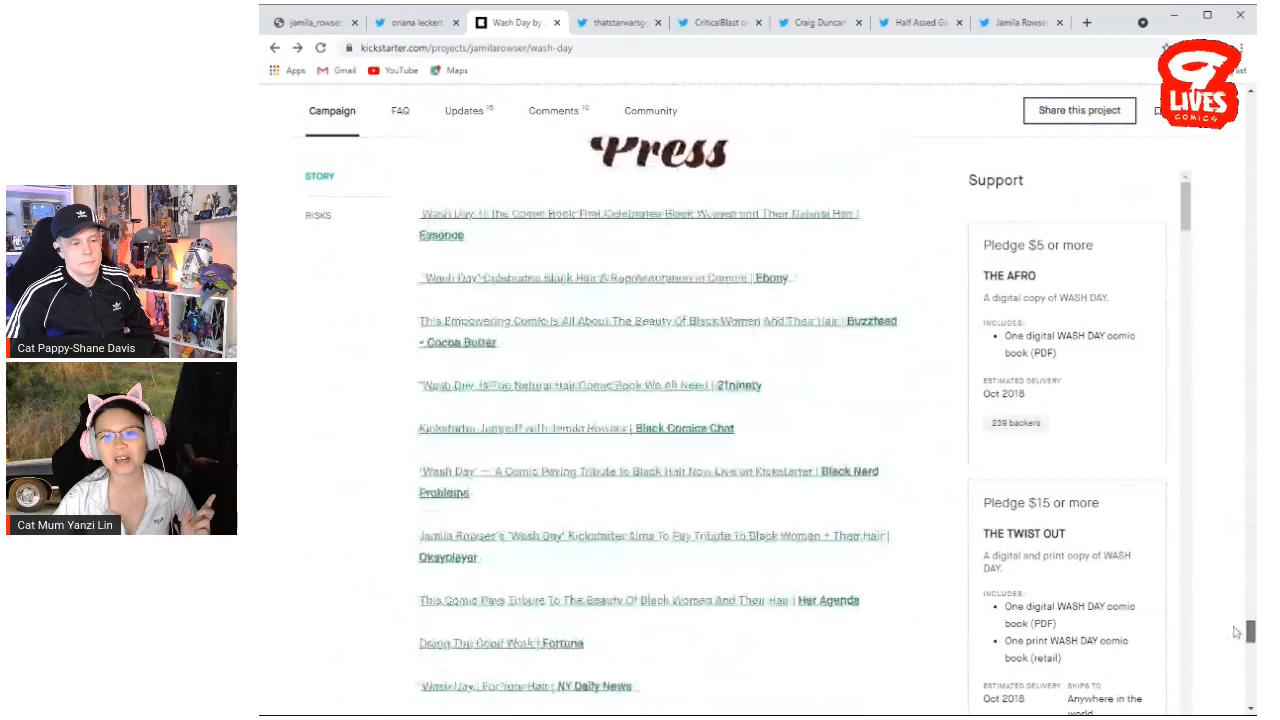 jamila_rowser_
oriana leckert
Wash Day by
thatstarwarsg
CriticalBlast o
Craig Duncan
Half Assed Ga
Jamila Rowser
kickstarter.com/projects/jamilarowser/wash-day
Apps
Gmail
YouTube
Maps
list
9
LIVES
COMICS
Campaign
FAQ
Updates 16
Comments 10
Community
Share this project
Press
STORY
RISKS
'Wash Day' Is The Comic Book That Celebrates Black Women and Their Natural Hair |
Essence
'Wash Day' Celebrates Black Hair & Representation in Comics | Ebony
This Empowering Comic Is All About The Beauty Of Black Women And Their Hair | Buzzfeed
- Cocoa Butter
'Wash Day' Is The Natural Hair Comic Book We All Need | 21ninety
Kickstarter Jumpoff with Jamila Rowser | Black Comics Chat
'Wash Day' — A Comic Paying Tribute to Black Hair Now Live on Kickstarter | Black Nerd
Problems
Jamila Rowser's 'Wash Day' Kickstarter Aims To Pay Tribute To Black Women + Their Hair |
Okayplayer
This Comic Pays Tribute To The Beauty Of Black Women And Their Hair | Her Agenda
Doing The Good Work | Fortune
'Wash Day' For Your Hair | NY Daily News
Support
Pledge $5 or more
THE AFRO
A digital copy of WASH DAY.
INCLUDES:
One digital WASH DAY comic
book (PDF)
ESTIMATED DELIVERY
Oct 2018
239 backers
Pledge $15 or more
THE TWIST OUT
A digital and print copy of WASH
DAY.
INCLUDES:
One digital WASH DAY comic
book (PDF)
One print WASH DAY comic
book (retail)
ESTIMATED DELIVERY
SHIPS TO
Oct 2018
Anywhere in the
world
Cat Pappy-Shane Davis
Cat Mum Yanzi Lin